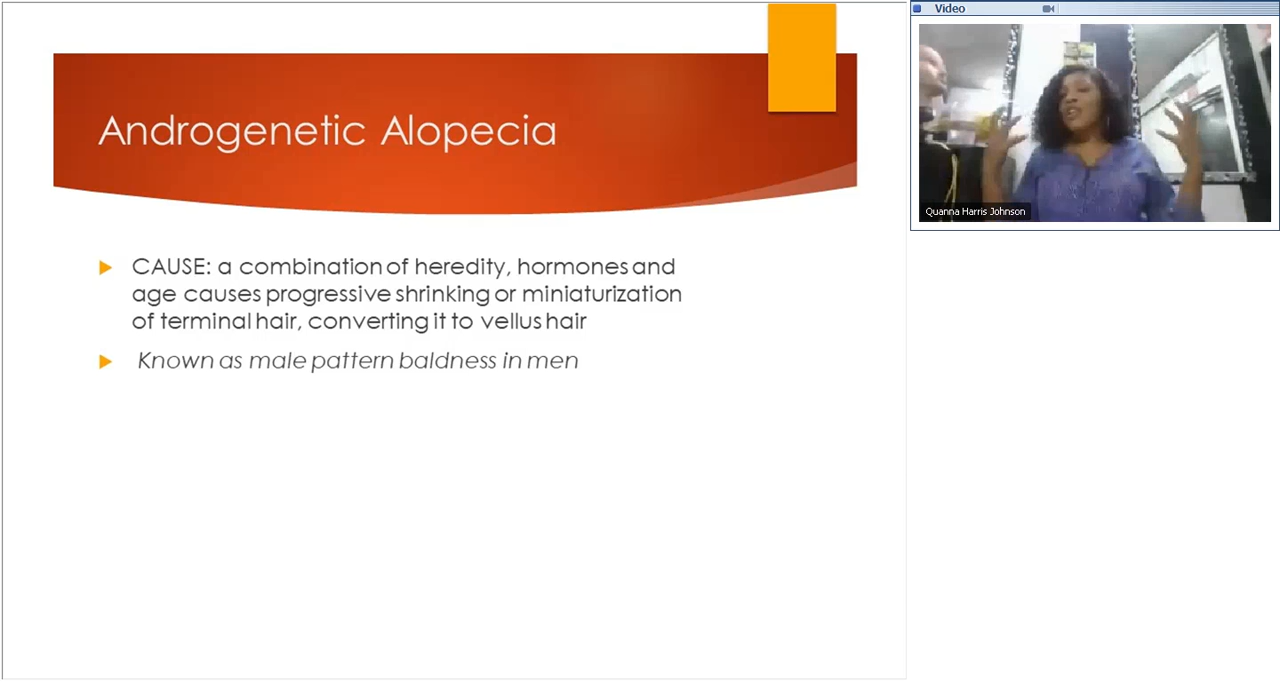 Video
Androgenetic Alopecia
Quanna Harris Johnson
CAUSE: a combination of heredity, hormones and
age causes progressive shrinking or miniaturization
of terminal hair, converting it to vellus hair
Known as male pattern baldness in men